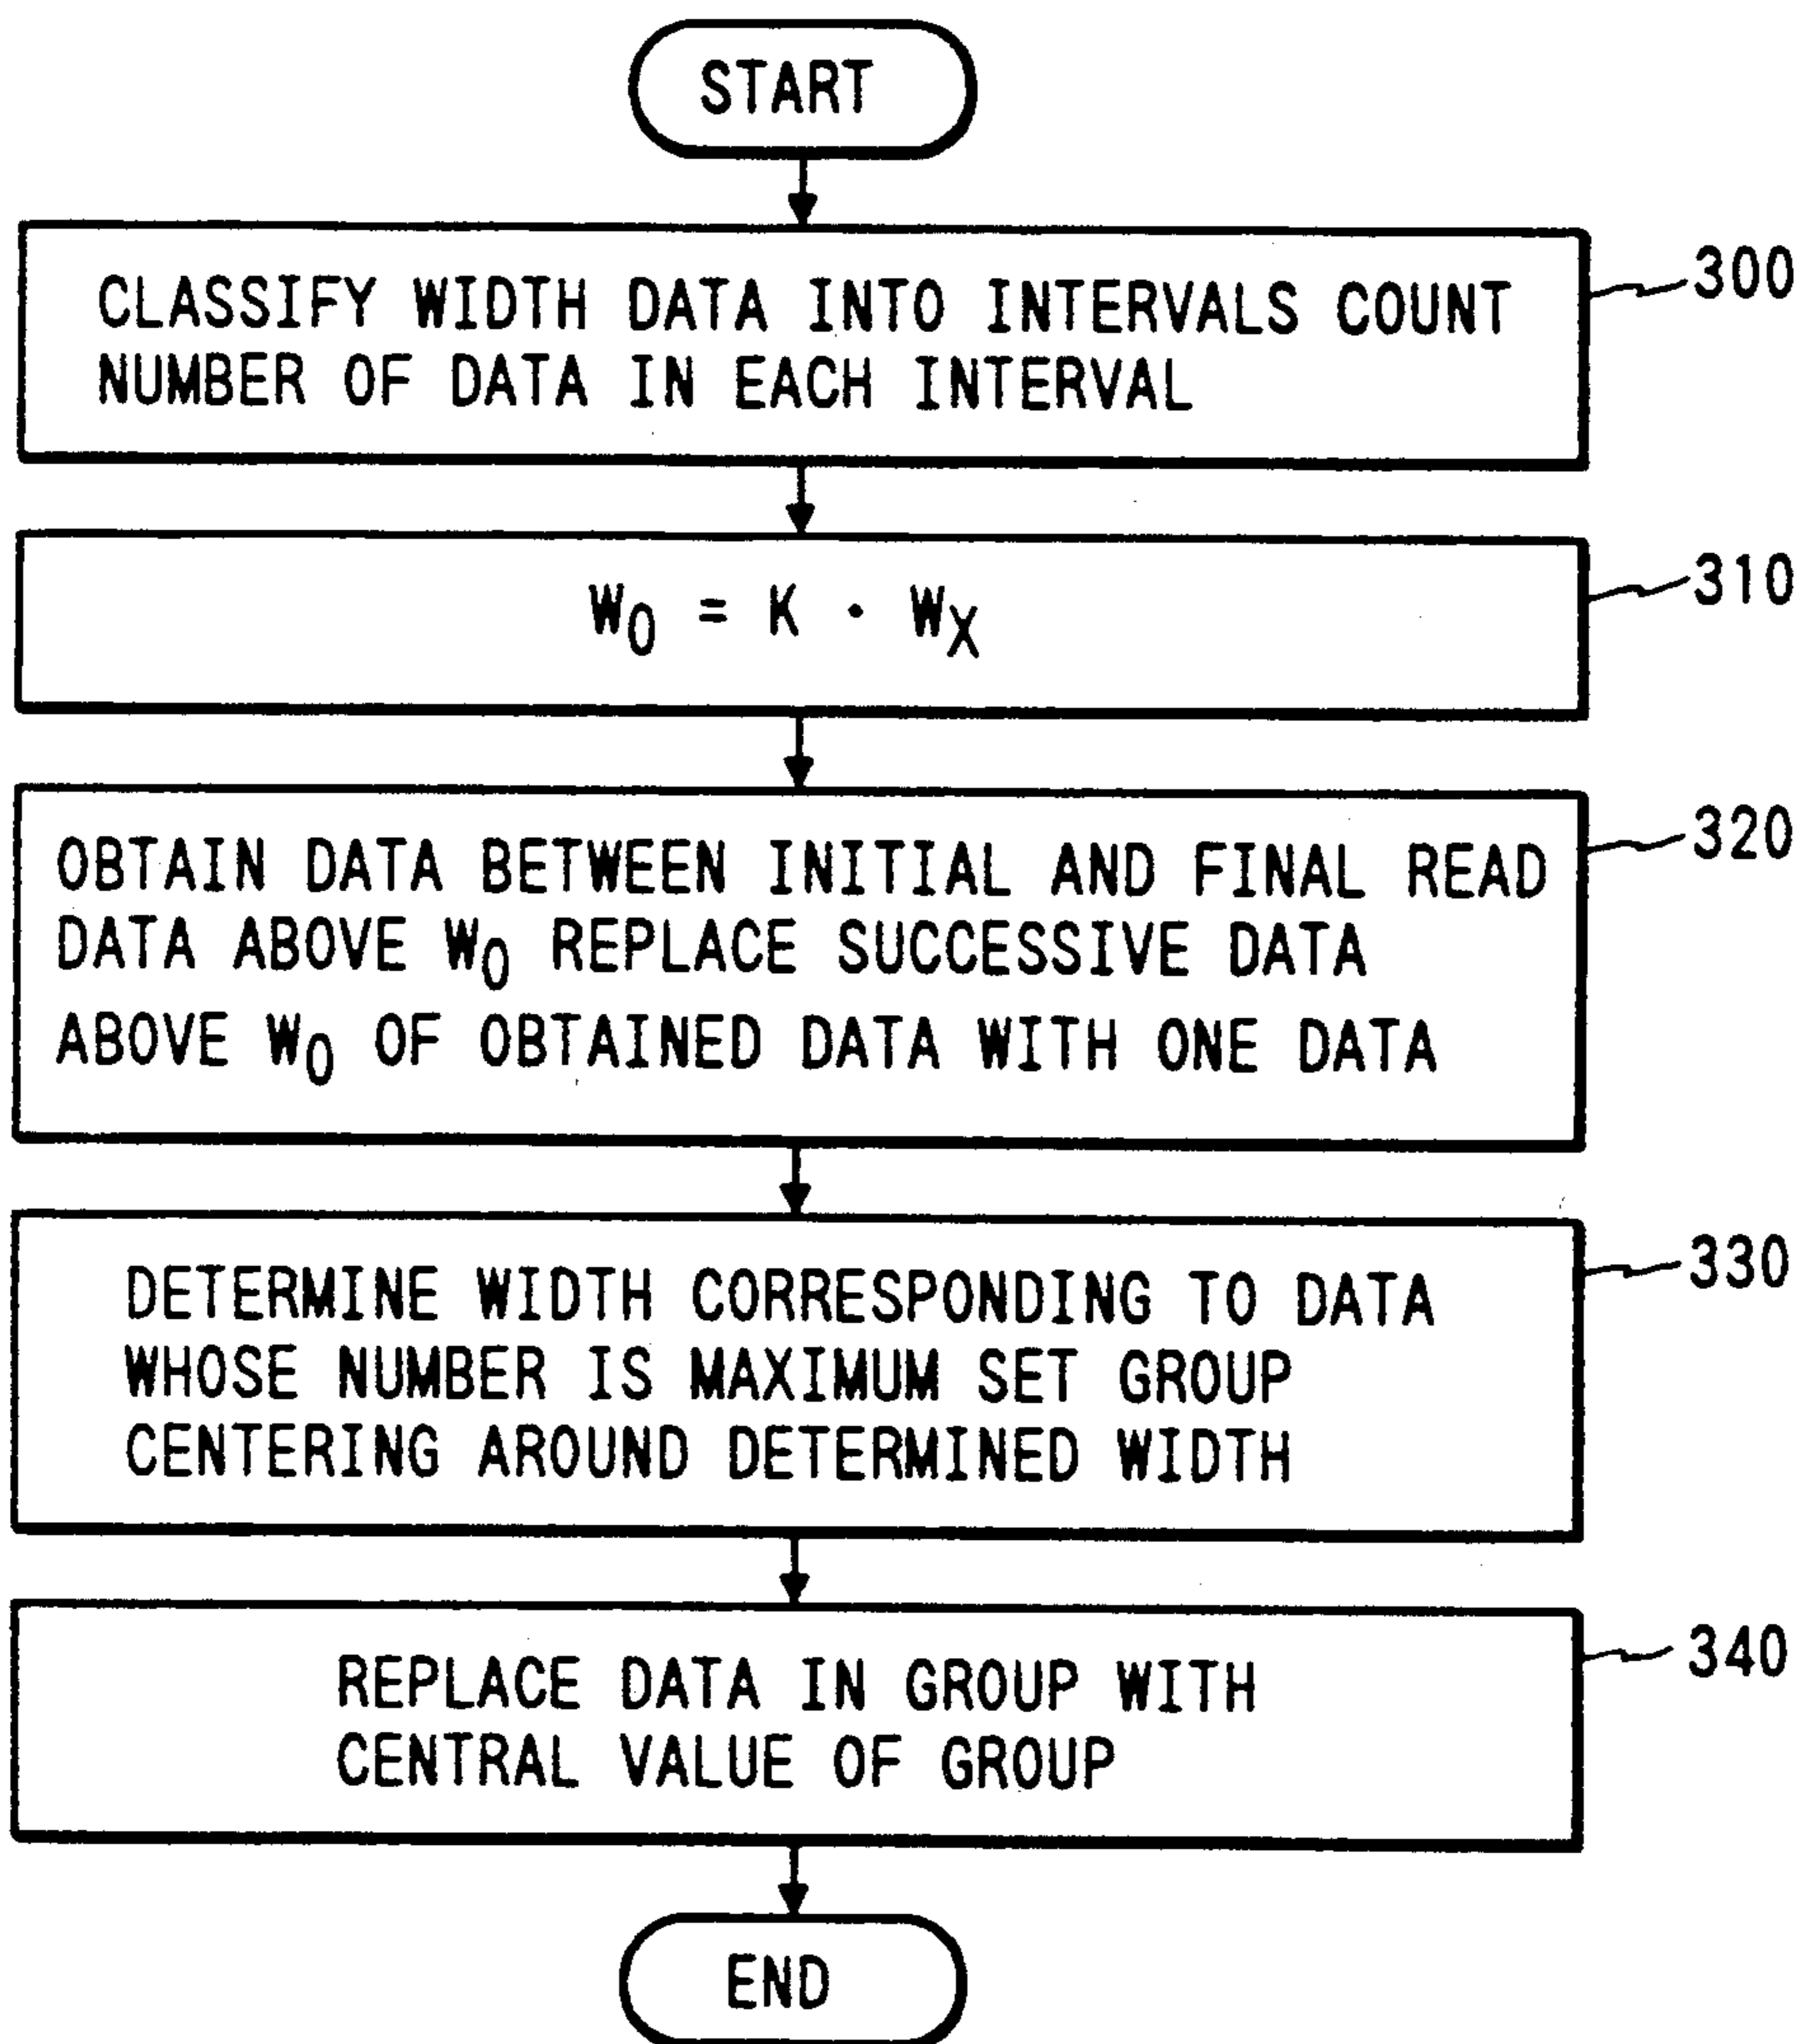 START
CLASSIFY WIDTH DATA INTO INTERVALS COUNT
NUMBER OF DATA IN EACH INTERVAL
300
W0 = K · WX
310
OBTAIN DATA BETWEEN INITIAL AND FINAL READ
DATA ABOVE W0 REPLACE SUCCESSIVE DATA
ABOVE W0 OF OBTAINED DATA WITH ONE DATA
320
DETERMINE WIDTH CORRESPONDING TO DATA
WHOSE NUMBER IS MAXIMUM SET GROUP
CENTERING AROUND DETERMINED WIDTH
330
REPLACE DATA IN GROUP WITH
CENTRAL VALUE OF GROUP
340
END